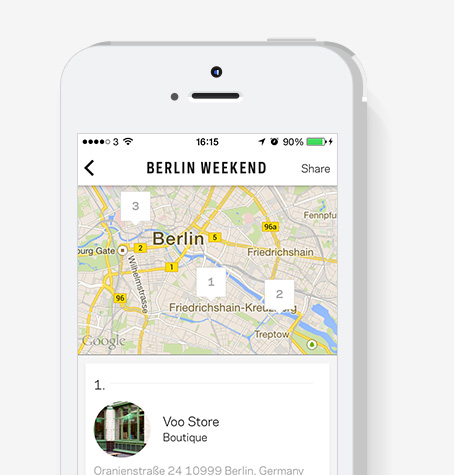 3 16:15 90%
BERLIN WEEKEND Share
3
Fennpfu
96a
Berlin 5
burg Gate 2 Friedrichshain
1
Wilhelmstrasse
1 2
96
Friedrichshain-Kreuzberg
Google
Treptow
1.
Voo Store
Boutique
Oranienstraße 24 10999 Berlin, Germany